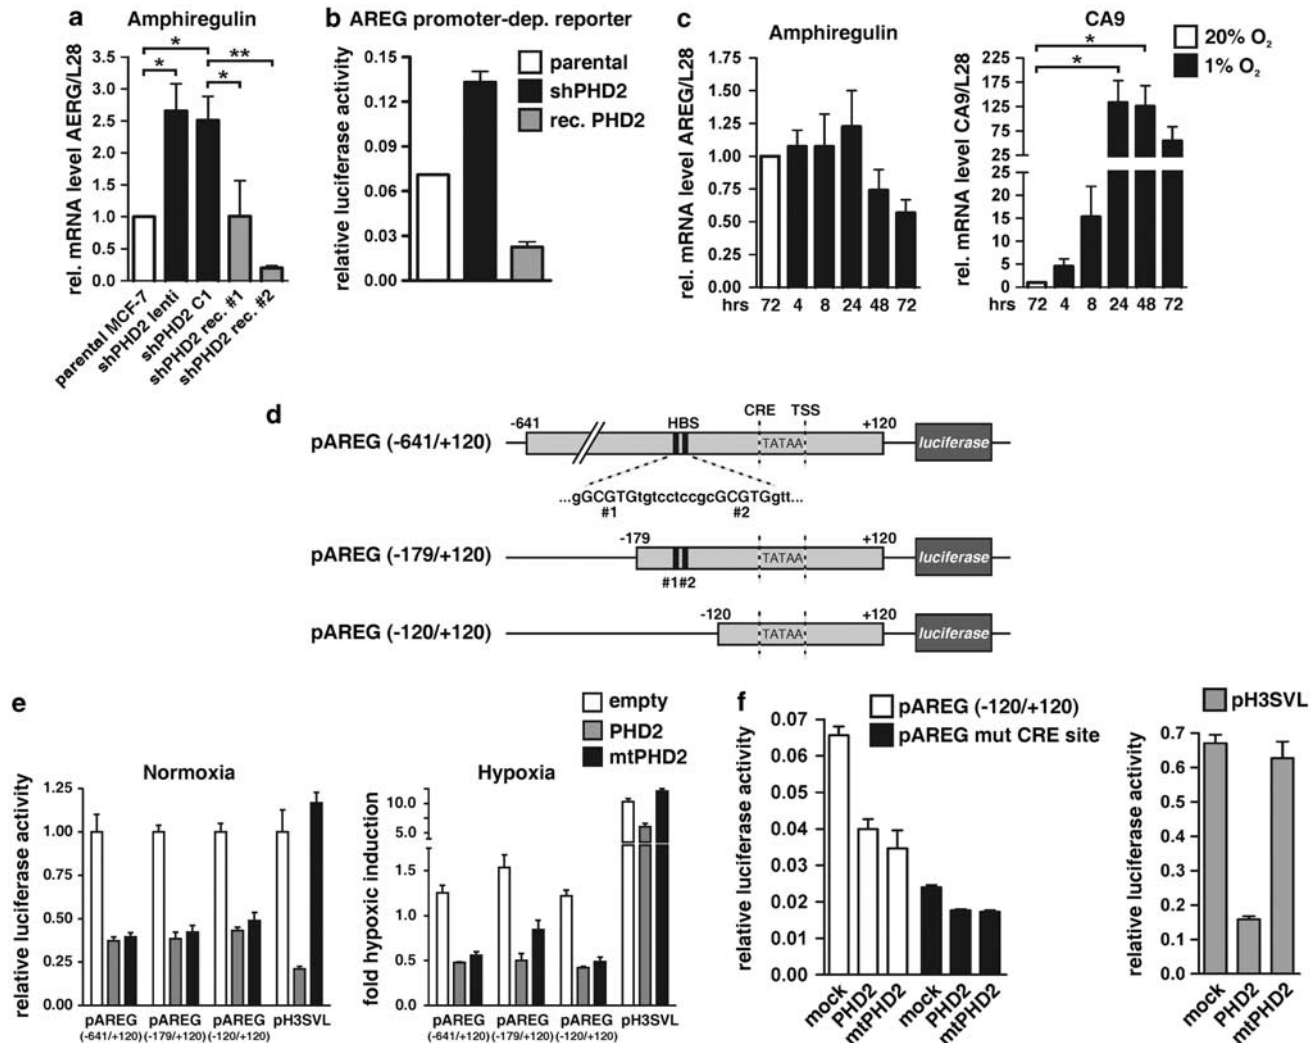 a
Amphiregulin
rel. mRNA level AERG/L28
3.5
3.0
2.5
2.0
1.5
1.0
0.5
0.0
*
*
*
**
parental MCF-7
shPHD2 lenti
shPHD2 C1
shPHD2 rec. #1
shPHD2 rec. #2
b AREG promoter-dep. reporter
relative luciferase activity
0.15
0.12
0.09
0.06
0.03
0.00
parental
shPHD2
rec. PHD2
c
Amphiregulin
rel. mRNA level AREG/L28
1.75
1.50
1.25
1.00
0.75
0.50
0.25
0.00
hrs 72 4 8 24 48 72
CA9
rel. mRNA level CA9/L28
225
175
125
75
25
25
20
15
10
5
0
*
*
hrs 72 4 8 24 48 72
20% O2
1% O2
d
CRE TSS
-641 HBS +120
pAREG (-641/+120) TATAA luciferase
...gGCGTGtgtcctccgcGCGTGgtt...
#1 #2
-179 +120
pAREG (-179/+120) TATAA luciferase
#1#2
-120 +120
pAREG (-120/+120) TATAA luciferase
e
empty
PHD2
mtPHD2
Normoxia
relative luciferase activity
1.25
1.00
0.75
0.50
0.25
0.00
pAREG pAREG pAREG pH3SVL
(-641/+120) (-179/+120) (-120/+120)
Hypoxia
fold hypoxic induction
10.0
5.0
1.5
1.0
0.5
0.0
pAREG pAREG pAREG pH3SVL
(-641/+120) (-179/+120) (-120/+120)
f
pAREG (-120/+120)
pAREG mut CRE site
relative luciferase activity
0.07
0.06
0.05
0.04
0.03
0.02
0.01
0.00
mock
PHD2
mtPHD2
mock
PHD2
mtPHD2
pH3SVL
relative luciferase activity
0.7
0.6
0.5
0.4
0.3
0.2
0.1
0.0
mock
PHD2
mtPHD2